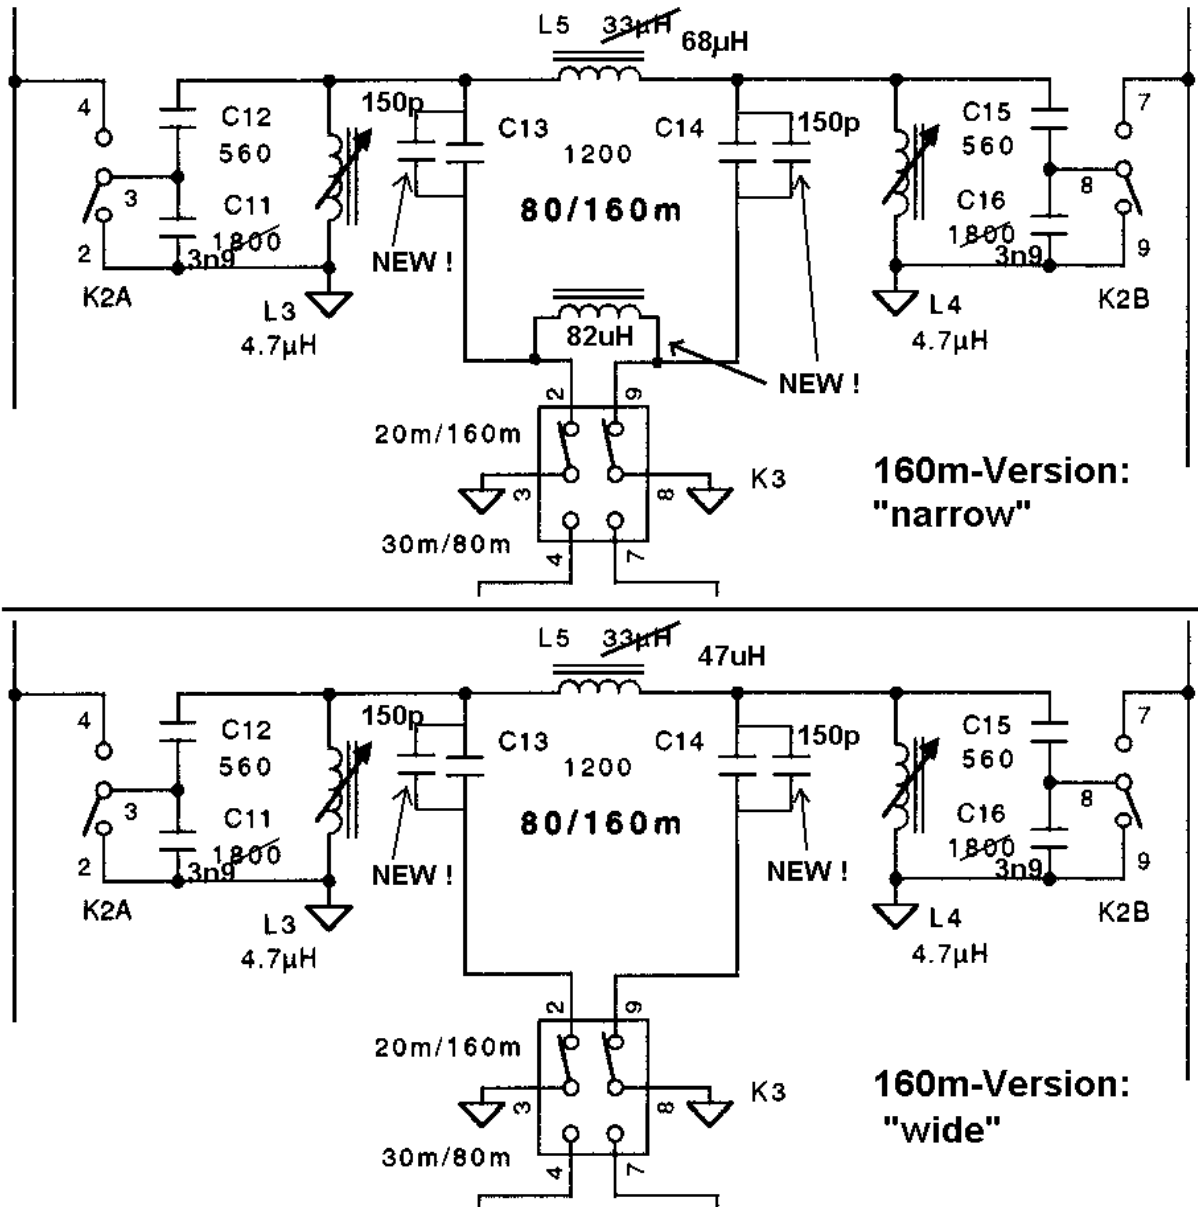 L5 33µH 68µH
4 C12 560
150p C13 1200 C14 150p
C15 560 7
3 C11 1800 3n9
80/160m
C16 1800 3n9 8
2 K2A
NEW !
9 K2B
L3 4.7µH
82uH
L4 4.7µH
NEW !
2 9
20m/160m
3 8 K3
30m/80m
4 7
160m-Version:
"narrow"
L5 33µH 47uH
4 C12 560
150p C13 1200 C14 150p
C15 560 7
3 C11 1800 3n9
80/160m
C16 1800 3n9 8
2 K2A
NEW !
NEW !
9 K2B
L3 4.7µH
L4 4.7µH
2 9
20m/160m
3 8 K3
30m/80m
4 7
160m-Version:
"wide"